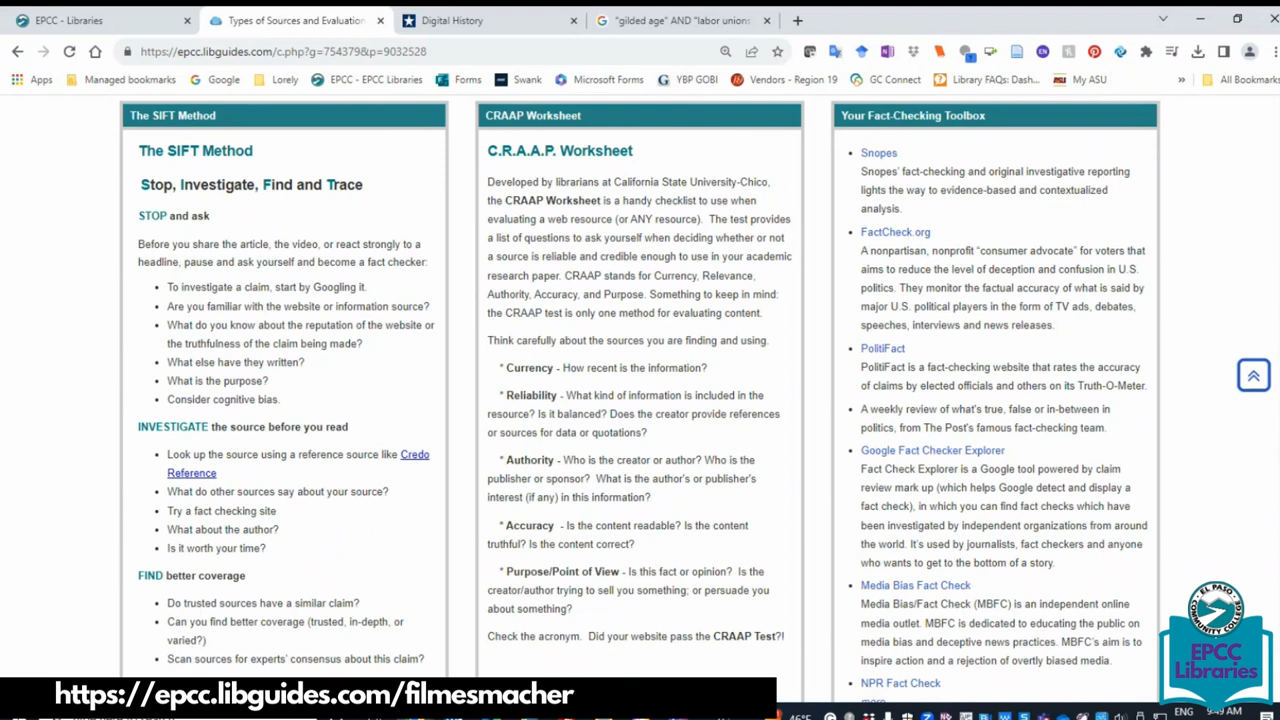 EPCC - Libraries
Types of Sources and Evaluation
Digital History
"gilded age" AND "labor unions
https://epcc.libguides.com/c.php?g=754379&p=9032528
Apps
Managed bookmarks
Google
Lorely
EPCC - EPCC Libraries
Forms
Swank
Microsoft Forms
YBP GOBI
Vendors - Region 19
GC Connect
Library FAQs: Dash...
My ASU
»
All Bookmarks
The SIFT Method
The SIFT Method
Stop, Investigate, Find and Trace
STOP and ask
Before you share the article, the video, or react strongly to a
headline, pause and ask yourself and become a fact checker:
• To investigate a claim, start by Googling it.
• Are you familiar with the website or information source?
• What do you know about the reputation of the website or
the truthfulness of the claim being made?
• What else have they written?
• What is the purpose?
• Consider cognitive bias.
INVESTIGATE the source before you read
• Look up the source using a reference source like Credo
Reference
• What do other sources say about your source?
• Try a fact checking site
• What about the author?
• Is it worth your time?
FIND better coverage
• Do trusted sources have a similar claim?
• Can you find better coverage (trusted, in-depth, or
varied?)
• Scan sources for experts' consensus about this claim?
CRAAP Worksheet
C.R.A.A.P. Worksheet
Developed by librarians at California State University-Chico,
the CRAAP Worksheet is a handy checklist to use when
evaluating a web resource (or ANY resource). The test provides
a list of questions to ask yourself when deciding whether or not
a source is reliable and credible enough to use in your academic
research paper. CRAAP stands for Currency, Relevance,
Authority, Accuracy, and Purpose. Something to keep in mind:
the CRAAP test is only one method for evaluating content.
Think carefully about the sources you are finding and using.
* Currency - How recent is the information?
* Reliability - What kind of information is included in the
resource? Is it balanced? Does the creator provide references
or sources for data or quotations?
* Authority - Who is the creator or author? Who is the
publisher or sponsor? What is the author's or publisher's
interest (if any) in this information?
* Accuracy - Is the content readable? Is the content
truthful? Is the content correct?
* Purpose/Point of View - Is this fact or opinion? Is the
creator/author trying to sell you something; or persuade you
about something?
Check the acronym. Did your website pass the CRAAP Test?!
Your Fact-Checking Toolbox
• Snopes
Snopes' fact-checking and original investigative reporting
lights the way to evidence-based and contextualized
analysis.
• FactCheck.org
A nonpartisan, nonprofit "consumer advocate" for voters that
aims to reduce the level of deception and confusion in U.S.
politics. They monitor the factual accuracy of what is said by
major U.S. political players in the form of TV ads, debates,
speeches, interviews and news releases.
• PolitiFact
PolitiFact is a fact-checking website that rates the accuracy
of claims by elected officials and others on its Truth-O-Meter.
• A weekly review of what's true, false or in-between in
politics, from The Post's famous fact-checking team.
• Google Fact Checker Explorer
Fact Check Explorer is a Google tool powered by claim
review mark up (which helps Google detect and display a
fact check), in which you can find fact checks which have
been investigated by independent organizations from around
the world. It's used by journalists, fact checkers and anyone
who wants to get to the bottom of a story.
• Media Bias Fact Check
Media Bias/Fact Check (MBFC) is an independent online
media outlet. MBFC is dedicated to educating the public on
media bias and deceptive news practices. MBFC's aim is to
inspire action and a rejection of overtly biased media.
• NPR Fact Check
EL PASO
COMMUNITY COLLEGE
EPCC
Libraries
https://epcc.libguides.com/filmesmacher
46°F
ENG
9:49 AM